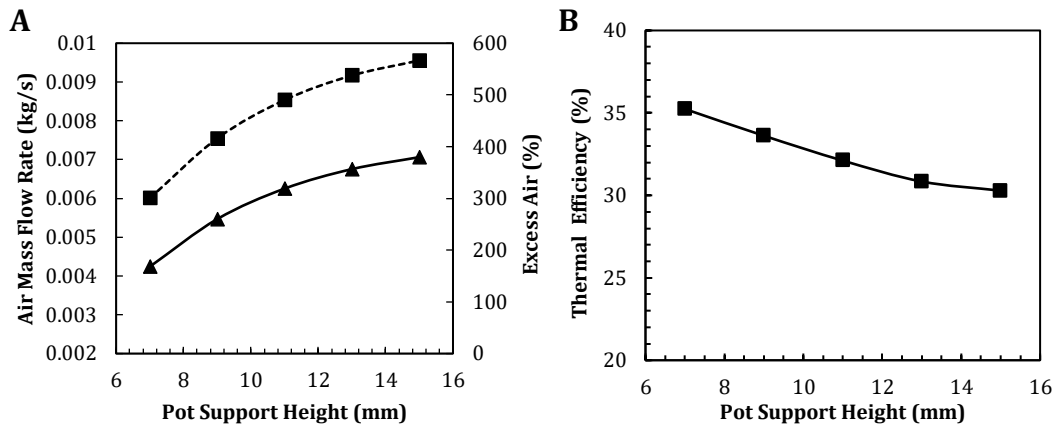 A
Air Mass Flow Rate (kg/s)
0.01
0.009
0.008
0.007
0.006
0.005
0.004
0.003
0.002
600
500
400
300
200
100
0
Excess Air (%)
6 8 10 12 14 16
Pot Support Height (mm)
B
Thermal Efficiency (%)
40
35
30
25
20
6 8 10 12 14 16
Pot Support Height (mm)